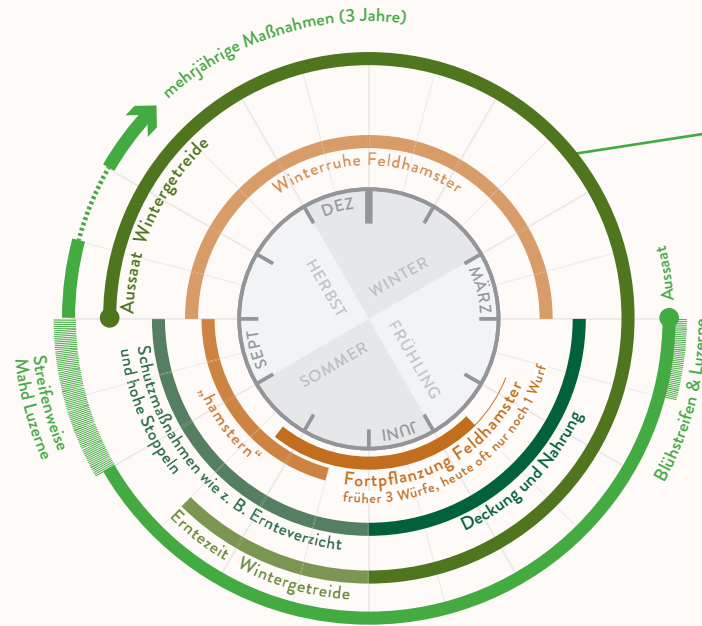 mehrjährige Maßnahmen (3 Jahre)
Aussaat Wintergetreide
Winterruhe Feldhamster
DEZ
MÄRZ
JUNI
SEPT
WINTER
FRÜHLING
SOMMER
HERBST
Aussaat
Blühstreifen & Luzerne
Streifenweise
Mahd Luzerne
Schutzmaßnahmen wie z. B. Ernteverzicht
und hohe Stoppeln
„hamstern“
Fortpflanzung Feldhamster
früher 3 Würfe, heute oft nur noch 1 Wurf
Deckung und Nahrung
Erntezeit Wintergetreide